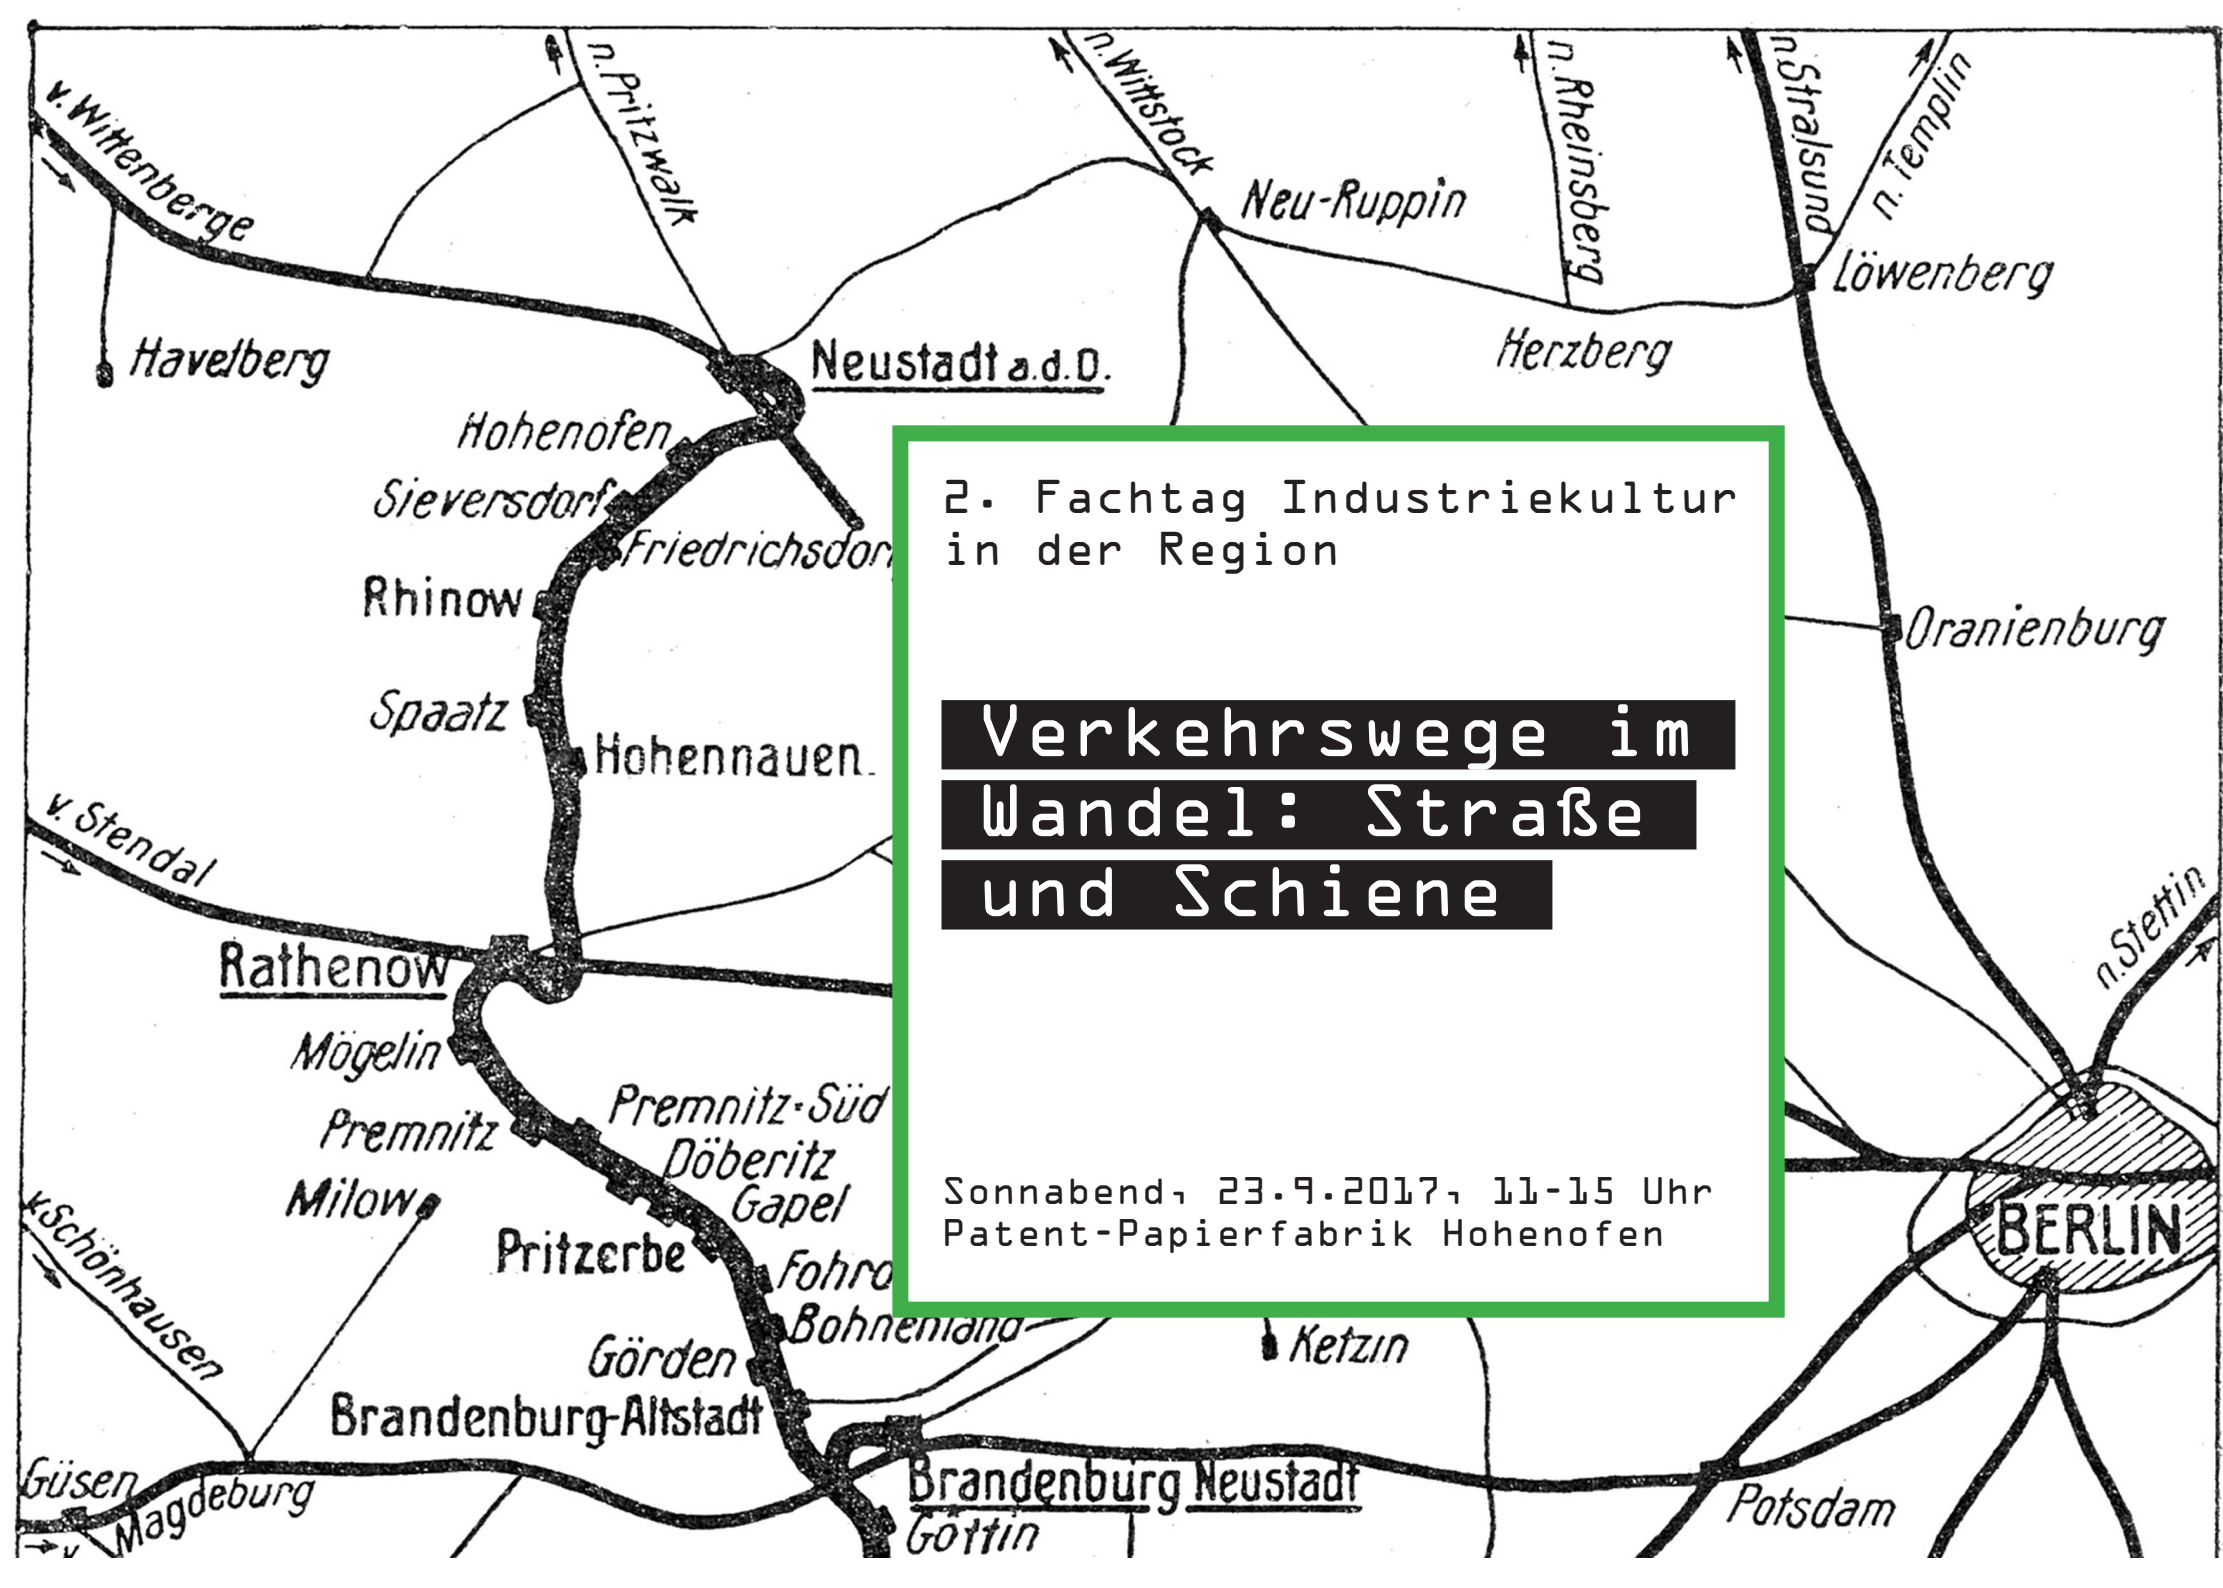 v. Wittenberge
n. Pritzwalk
n. Wittstock
n. Rheinsberg
n. Stralsund
n. Templin
Neu-Ruppin
Löwenberg
Havelberg
Neustadt a.d.D.
Herzberg
Hohenofen
Sieversdorf
2. Fachtag Industriekultur
in der Region
Rhinow
Oranienburg
Spaatz
Hohennauen
Verkehrswege im
Wandel: Straße
und Schiene
v. Stendal
n. Stettin
Rathenow
Mögelin
Premnitz-Süd
Premnitz
Döberitz
Gapel
Milow
Sonnabend, 23.9.2017, 11-15 Uhr
Patent-Papierfabrik Hohenofen
BERLIN
v. Schönhausen
Pritzerbe
Bohnenland
Görden
Ketzin
Brandenburg-Altstadt
Güsen
v. Magdeburg
Brandenburg Neustadt
Potsdam
Göttin